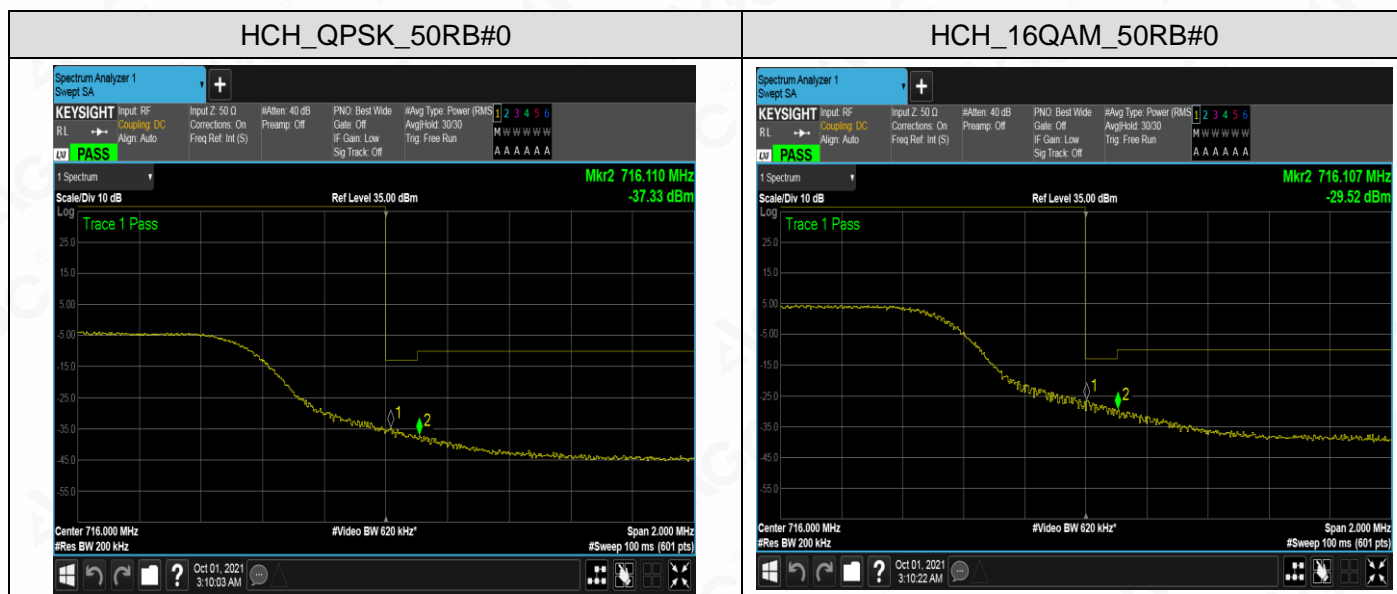 HCH_QPSK_50RB#0
Spectrum Analyzer 1
Swept SA
+
KEYSIGHT Input: RF Input Z: 50 Ω #Atten: 40 dB PNO: Best Wide #Avg Type: Power (RMS 1 2 3 4 5 6
RL Coupling: DC Corrections: On Preamp: Off Gate: Off Avg|Hold: 30/30 M W W W W W
Align: Auto Freq Ref: Int (S) IF Gain: Low Trig: Free Run
LXI PASS Sig Track: Off A A A A A A
1 Spectrum Mkr2 716.110 MHz
Scale/Div 10 dB Ref Level 35.00 dBm -37.33 dBm
Log
Trace 1 Pass
25.0
15.0
5.00
-5.00
-15.0
-25.0
1
2
-35.0
-45.0
-55.0
Center 716.000 MHz #Video BW 620 kHz* Span 2.000 MHz
#Res BW 200 kHz #Sweep 100 ms (601 pts)
? Oct 01, 2021
3:10:03 AM
HCH_16QAM_50RB#0
Spectrum Analyzer 1
Swept SA
+
KEYSIGHT Input: RF Input Z: 50 Ω #Atten: 40 dB PNO: Best Wide #Avg Type: Power (RMS 1 2 3 4 5 6
RL Coupling: DC Corrections: On Preamp: Off Gate: Off Avg|Hold: 30/30 M W W W W W
Align: Auto Freq Ref: Int (S) IF Gain: Low Trig: Free Run
LXI PASS Sig Track: Off A A A A A A
1 Spectrum Mkr2 716.107 MHz
Scale/Div 10 dB Ref Level 35.00 dBm -29.52 dBm
Log
Trace 1 Pass
25.0
15.0
5.00
-5.00
-15.0
1
2
-25.0
-35.0
-45.0
-55.0
Center 716.000 MHz #Video BW 620 kHz* Span 2.000 MHz
#Res BW 200 kHz #Sweep 100 ms (601 pts)
? Oct 01, 2021
3:10:22 AM